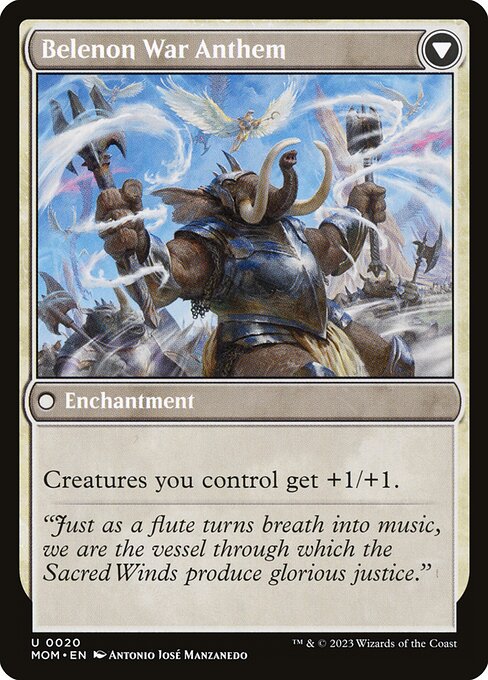 Belenon War Anthem
Enchantment
Creatures you control get +1/+1.
“Just as a flute turns breath into music,
we are the vessel through which the
Sacred Winds produce glorious justice.”
U 0020
MOM • EN Antonio José Manzanedo
™ & © 2023 Wizards of the Coast